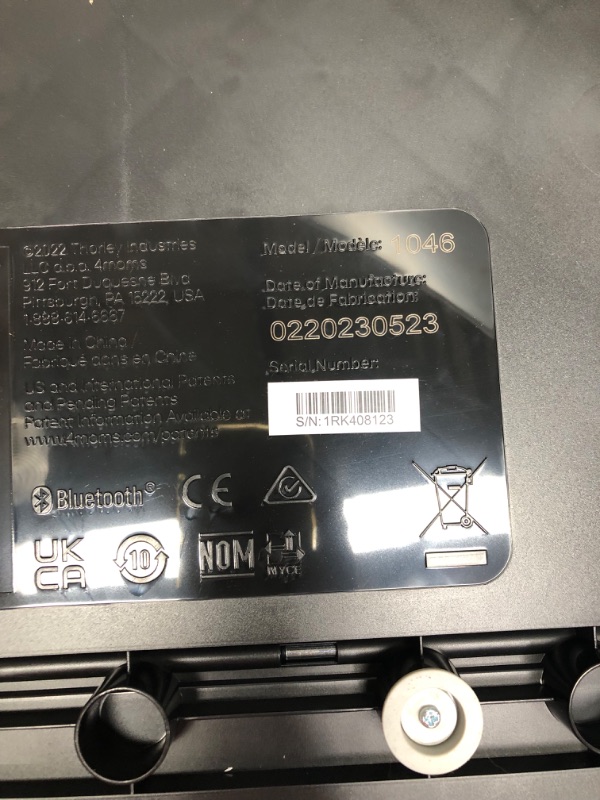 ©2022 Thorley Industries
LLC d.b.a. 4moms
912 Fort Duquesne Blvd
Pittsburgh, PA 15222, USA
1-888-614-6667
Made in China /
Fabriqué dans en Chine
US and International Patents
and Pending Patents
Patent Information Available at
www.4moms.com/patents
Model / Modèle: 1046
Date of Manufacture:
Date de Fabrication:
0220230523
Serial Number:
S/N: 1RK408123
Bluetooth®
CE
UK
CA
10
NOM
NYCE